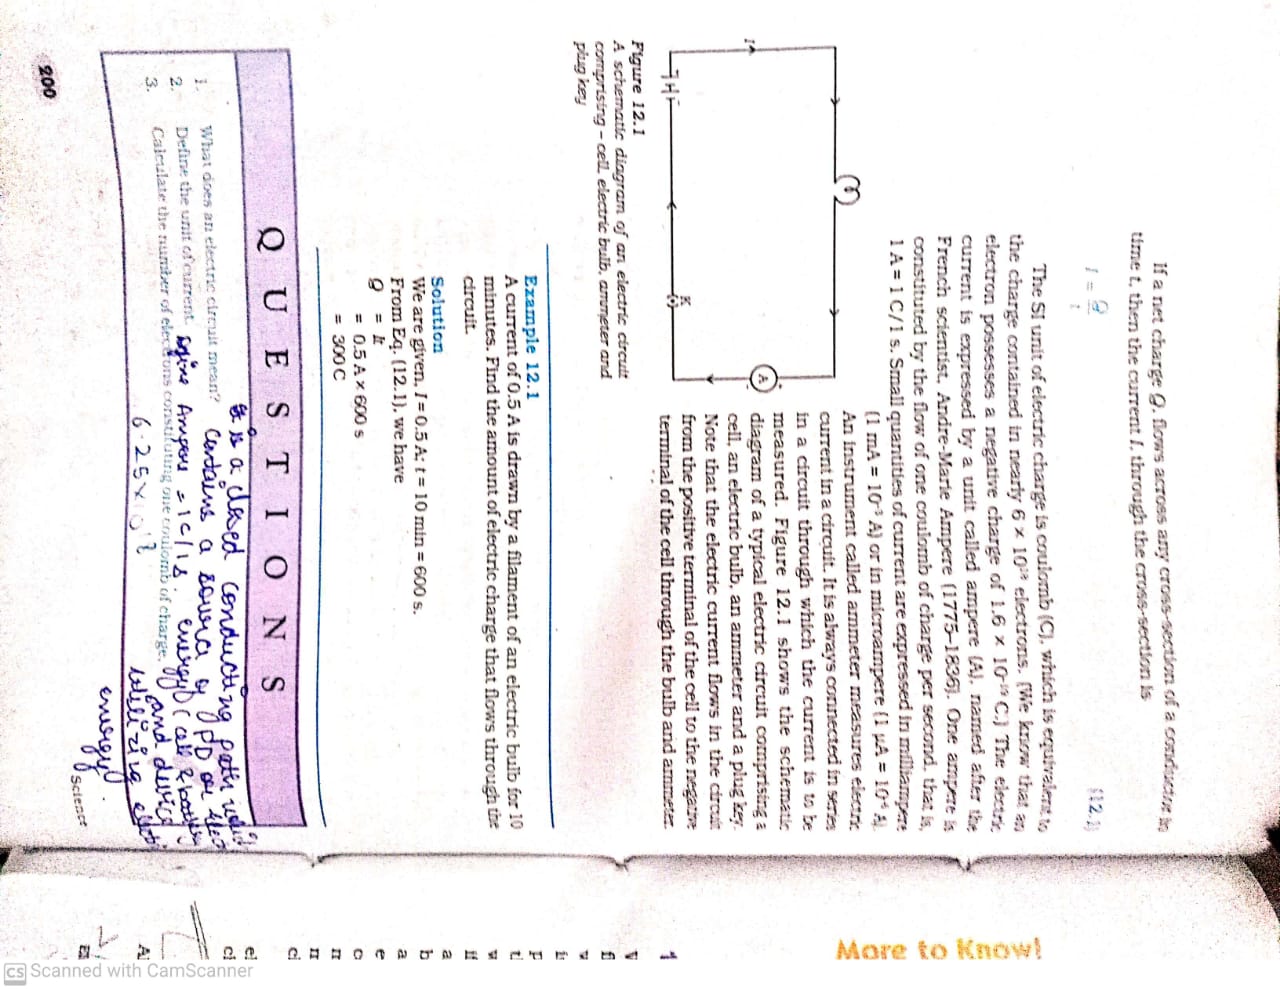 If a net charge Q, flows across any cross-section of a conductor in
time t, then the current I, through the cross-section is
I = Q
t
(12.1)
The SI unit of electric charge is coulomb (C), which is equivalent to
the charge contained in nearly 6 × 10¹⁸ electrons. (We know that an
electron possesses a negative charge of 1.6 × 10⁻¹⁹ C.) The electric
current is expressed by a unit called ampere (A), named after the
French scientist, Andre-Marie Ampere (1775–1836). One ampere is
constituted by the flow of one coulomb of charge per second, that is,
1 A = 1 C/1 s. Small quantities of current are expressed in milliampere
(1 mA = 10⁻³ A) or in microampere (1 µA = 10⁻⁶ A).
An instrument called ammeter measures electric
current in a circuit. It is always connected in series
in a circuit through which the current is to be
measured. Figure 12.1 shows the schematic
diagram of a typical electric circuit comprising a
cell, an electric bulb, an ammeter and a plug key.
Note that the electric current flows in the circuit
from the positive terminal of the cell to the negative
terminal of the cell through the bulb and ammeter.
I
A
K
Figure 12.1
A schematic diagram of an electric circuit
comprising – cell, electric bulb, ammeter and
plug key
Example 12.1
A current of 0.5 A is drawn by a filament of an electric bulb for 10
minutes. Find the amount of electric charge that flows through the
circuit.
Solution
We are given, I = 0.5 A; t = 10 min = 600 s.
From Eq. (12.1), we have
Q = It
= 0.5 A × 600 s
= 300 C
QUESTIONS
1. What does an electric circuit mean?
It is a closed conducting path which
contains a source of PD or elect
energy (cell & battery)
and device
utilizing
energy.
2. Define the unit of current.
Ampere = 1c/1s.
3. Calculate the number of electrons constituting one coulomb of charge.
6.25×10¹⁸
200
Science
More to Know!
CS Scanned with CamScanner